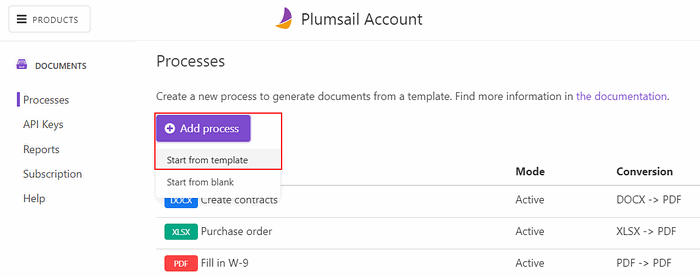 PRODUCTS
Plumsail Account
DOCUMENTS
Processes
API Keys
Reports
Subscription
Help
Processes
Create a new process to generate documents from a template. Find more information in the documentation.
Add process
Start from template
Start from blank
Mode Conversion
DOCX Create contracts Active DOCX -> PDF
XLSX Purchase order Active XLSX -> PDF
PDF Fill in W-9 Active PDF -> PDF